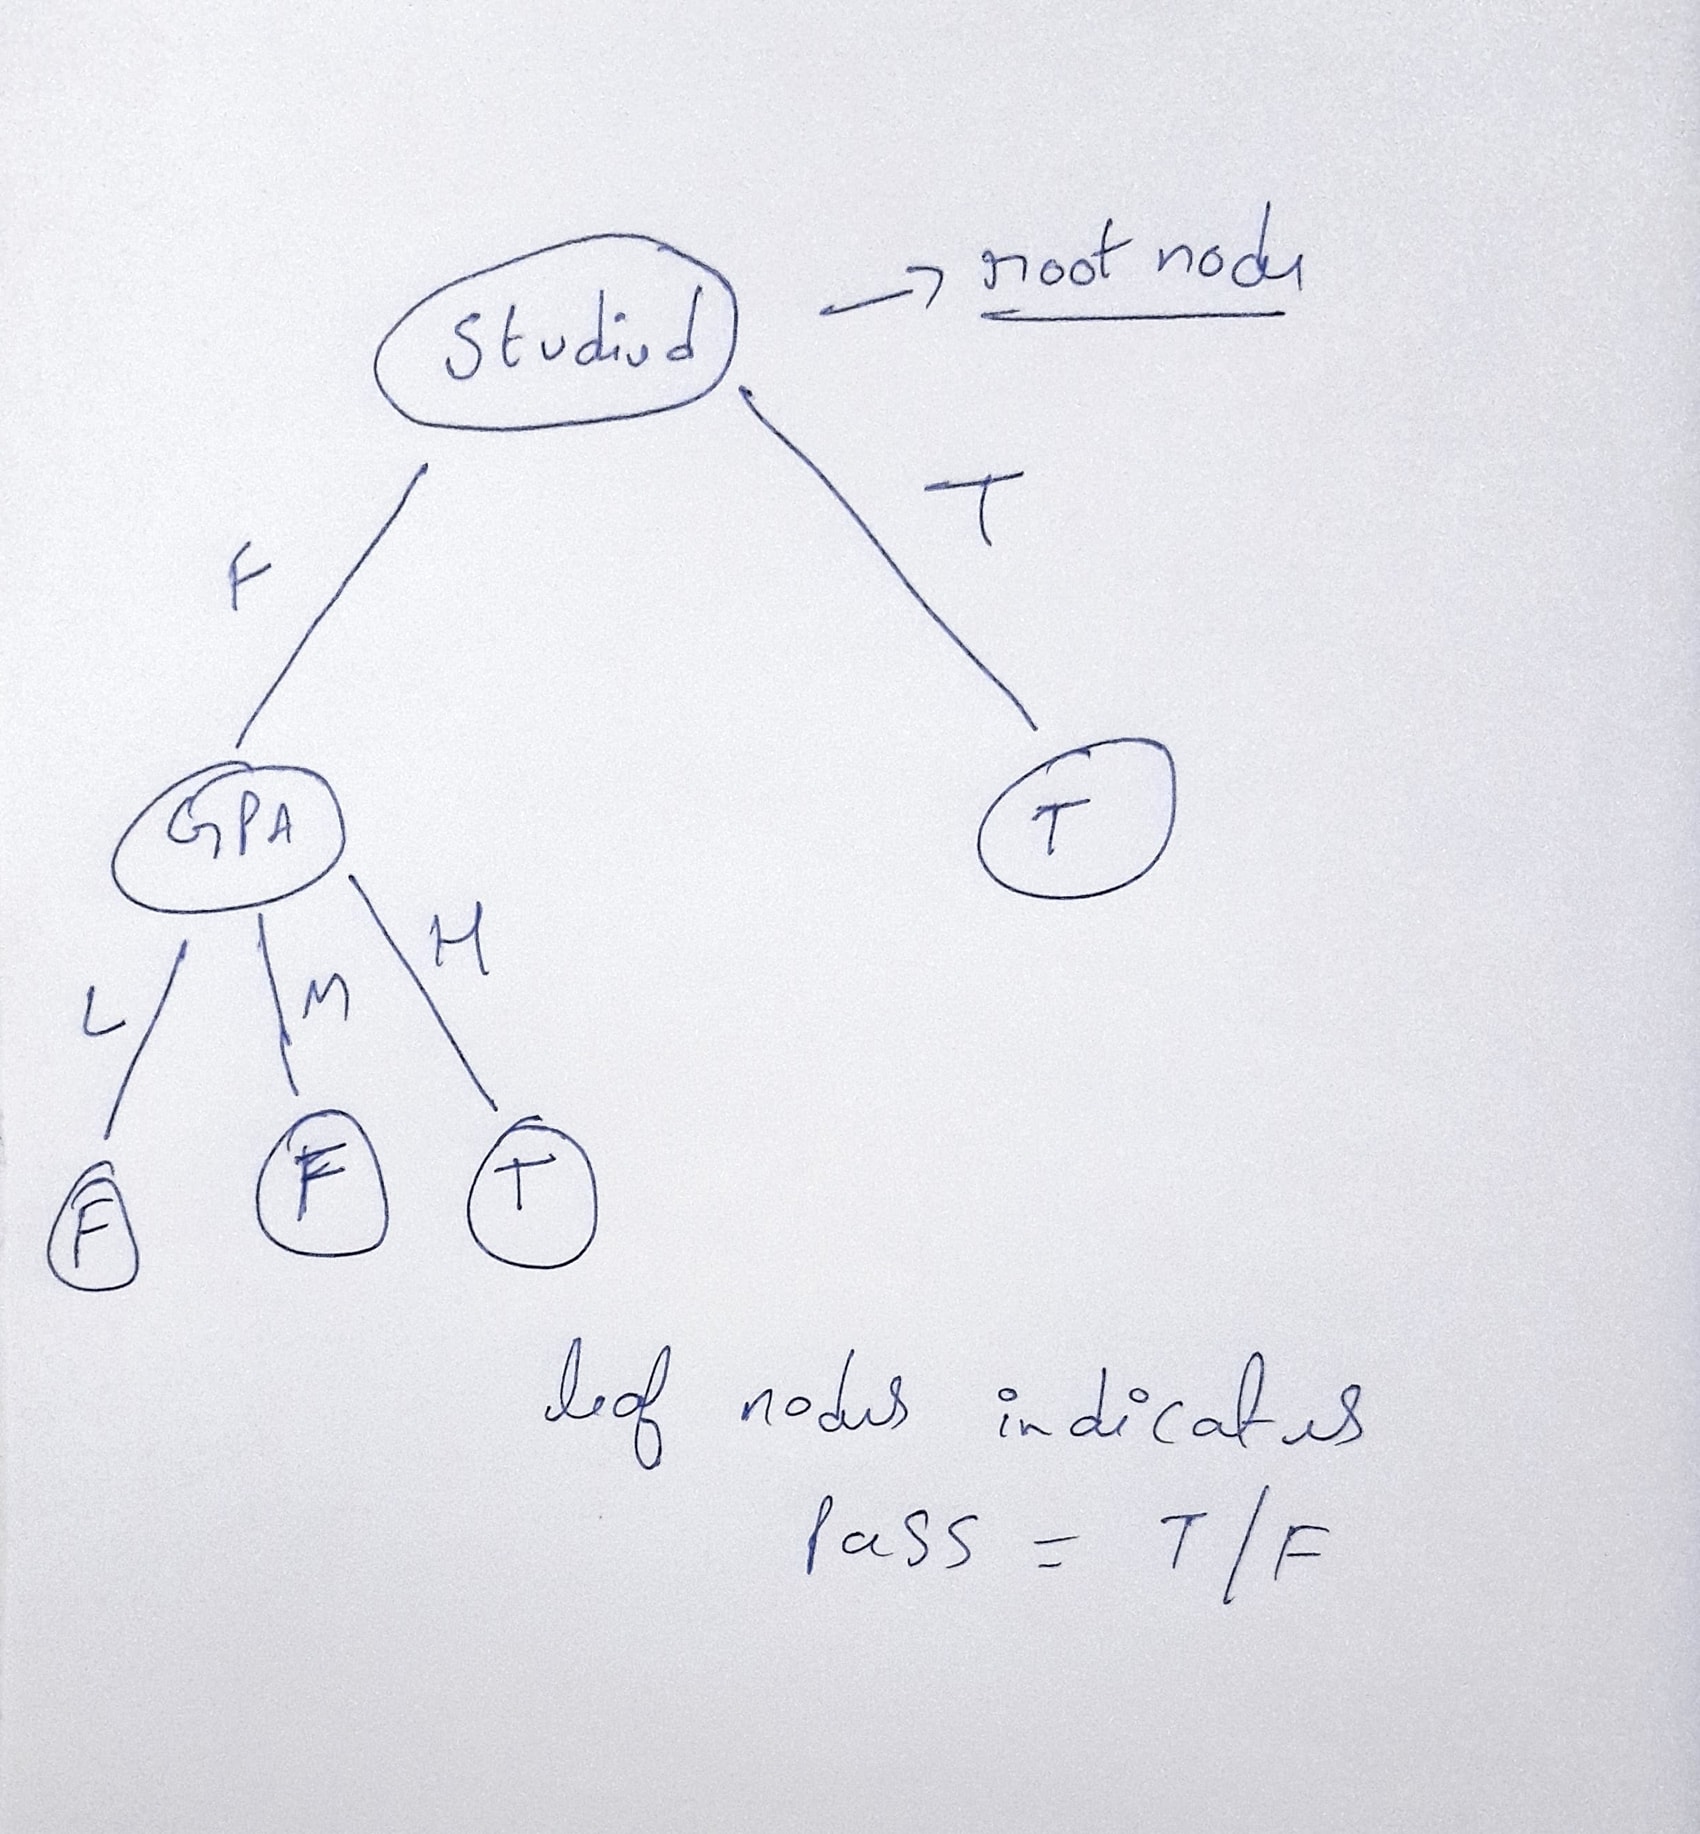 Studied → root node
F
T
GPA
T
L
M
H
F
F
T
leaf nodes indicates
Pass = T/F